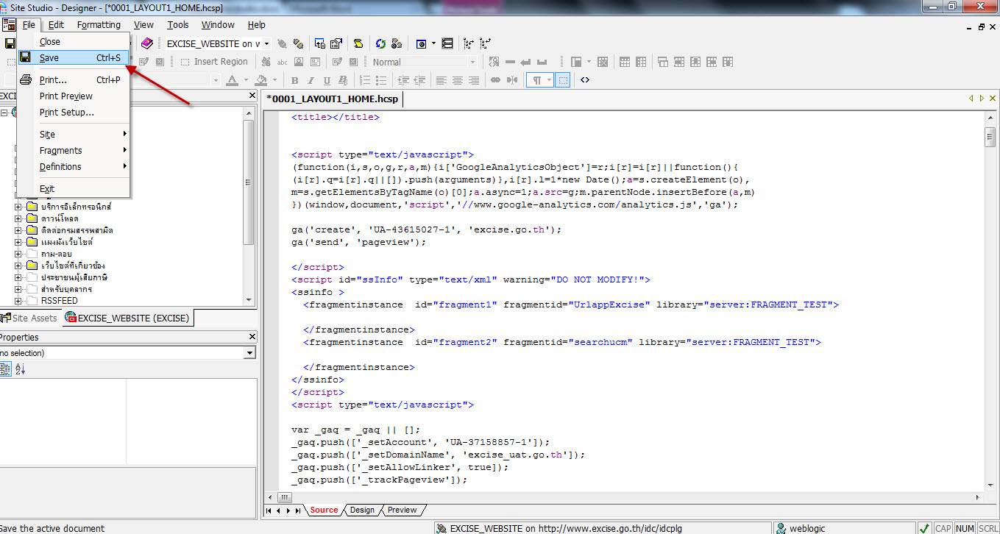 Site Studio - Designer - [*0001_LAYOUT1_HOME.hcsp]
File Edit Formatting View Tools Window Help
Close
Save Ctrl+S
Print... Ctrl+P
Print Preview
Print Setup...
Site
Fragments
Definitions
Exit
EXCISE_WEBSITE on w
Insert Region
abc
Normal
B I U B
EXCI
บริการอิเล็กทรอนิกส์
ดาวน์โหลด
ติดต่อกรมสรรพสามิต
แผงผังเว็บไซต์
ถาม-ตอบ
เว็บไซต์ที่เกี่ยวข้อง
ประชาชนผู้เสียภาษี
สำหรับบุคลากร
RSSFEED
Site Assets
EXCISE_WEBSITE (EXCISE)
Properties
no selection)
*0001_LAYOUT1_HOME.hcsp
<title></title>
<script type="text/javascript">
(function(i,s,o,g,r,a,m){i['GoogleAnalyticsObject']=r;i[r]=i[r]||function(){
(i[r].q=i[r].q||[]).push(arguments)},i[r].l=1*new Date();a=s.createElement(o),
m=s.getElementsByTagName(o)[0];a.async=1;a.src=g;m.parentNode.insertBefore(a,m)
})(window,document,'script','//www.google-analytics.com/analytics.js','ga');
ga('create', 'UA-43615027-1', 'excise.go.th');
ga('send', 'pageview');
</script>
<script id="ssInfo" type="text/xml" warning="DO NOT MODIFY!">
<ssinfo >
<fragmentinstance  id="fragment1" fragmentid="UrlappExcise" library="server:FRAGMENT_TEST">
</fragmentinstance>
<fragmentinstance  id="fragment2" fragmentid="searchucm" library="server:FRAGMENT_TEST">
</fragmentinstance>
</ssinfo>
</script>
<script type="text/javascript">
var _gaq = _gaq || [];
_gaq.push(['_setAccount', 'UA-37158857-1']);
_gaq.push(['_setDomainName', 'excise_uat.go.th']);
_gaq.push(['_setAllowLinker', true]);
_gaq.push(['_trackPageview']);
Source Design Preview
Save the active document
EXCISE_WEBSITE on http://www.excise.go.th/idc/idcplg
weblogic
CAP NUM SCRL